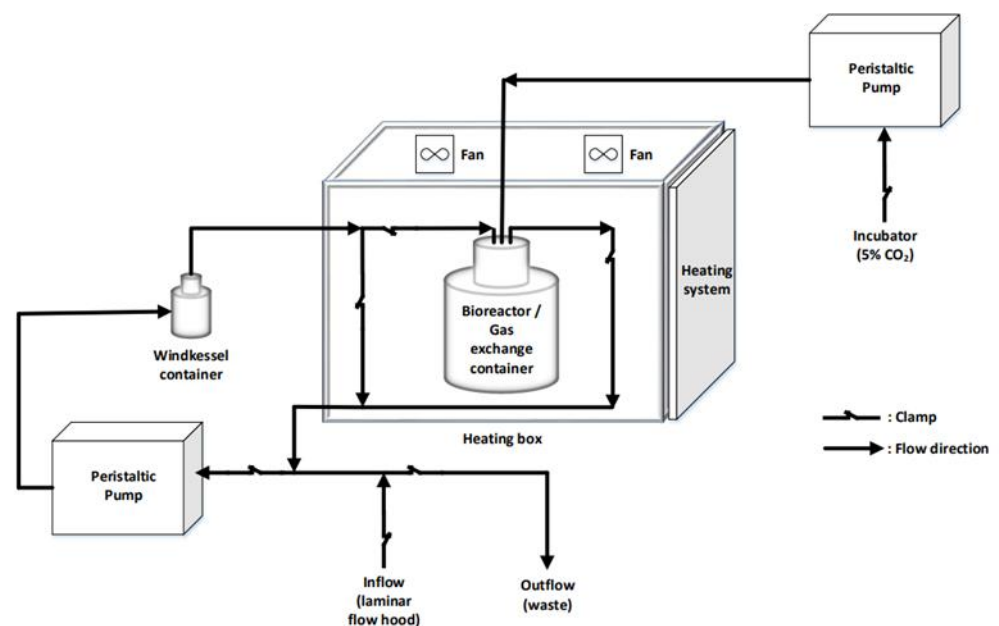 Peristaltic
Pump
Fan
Fan
Incubator
(5% CO₂)
Heating
system
Bioreactor /
Gas
exchange
container
Windkessel
container
Heating box
: Clamp
: Flow direction
Peristaltic
Pump
Inflow
(laminar
flow hood)
Outflow
(waste)